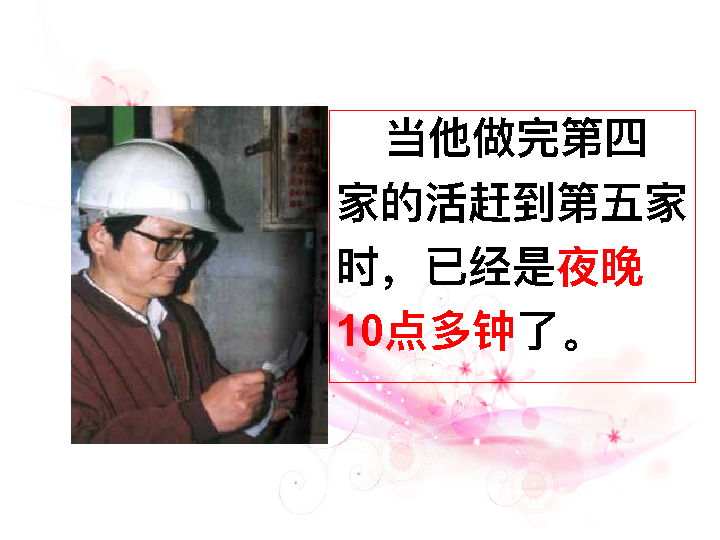 当他做完第四
家的活赶到第五家
时，已经是夜晚
10点多钟了。